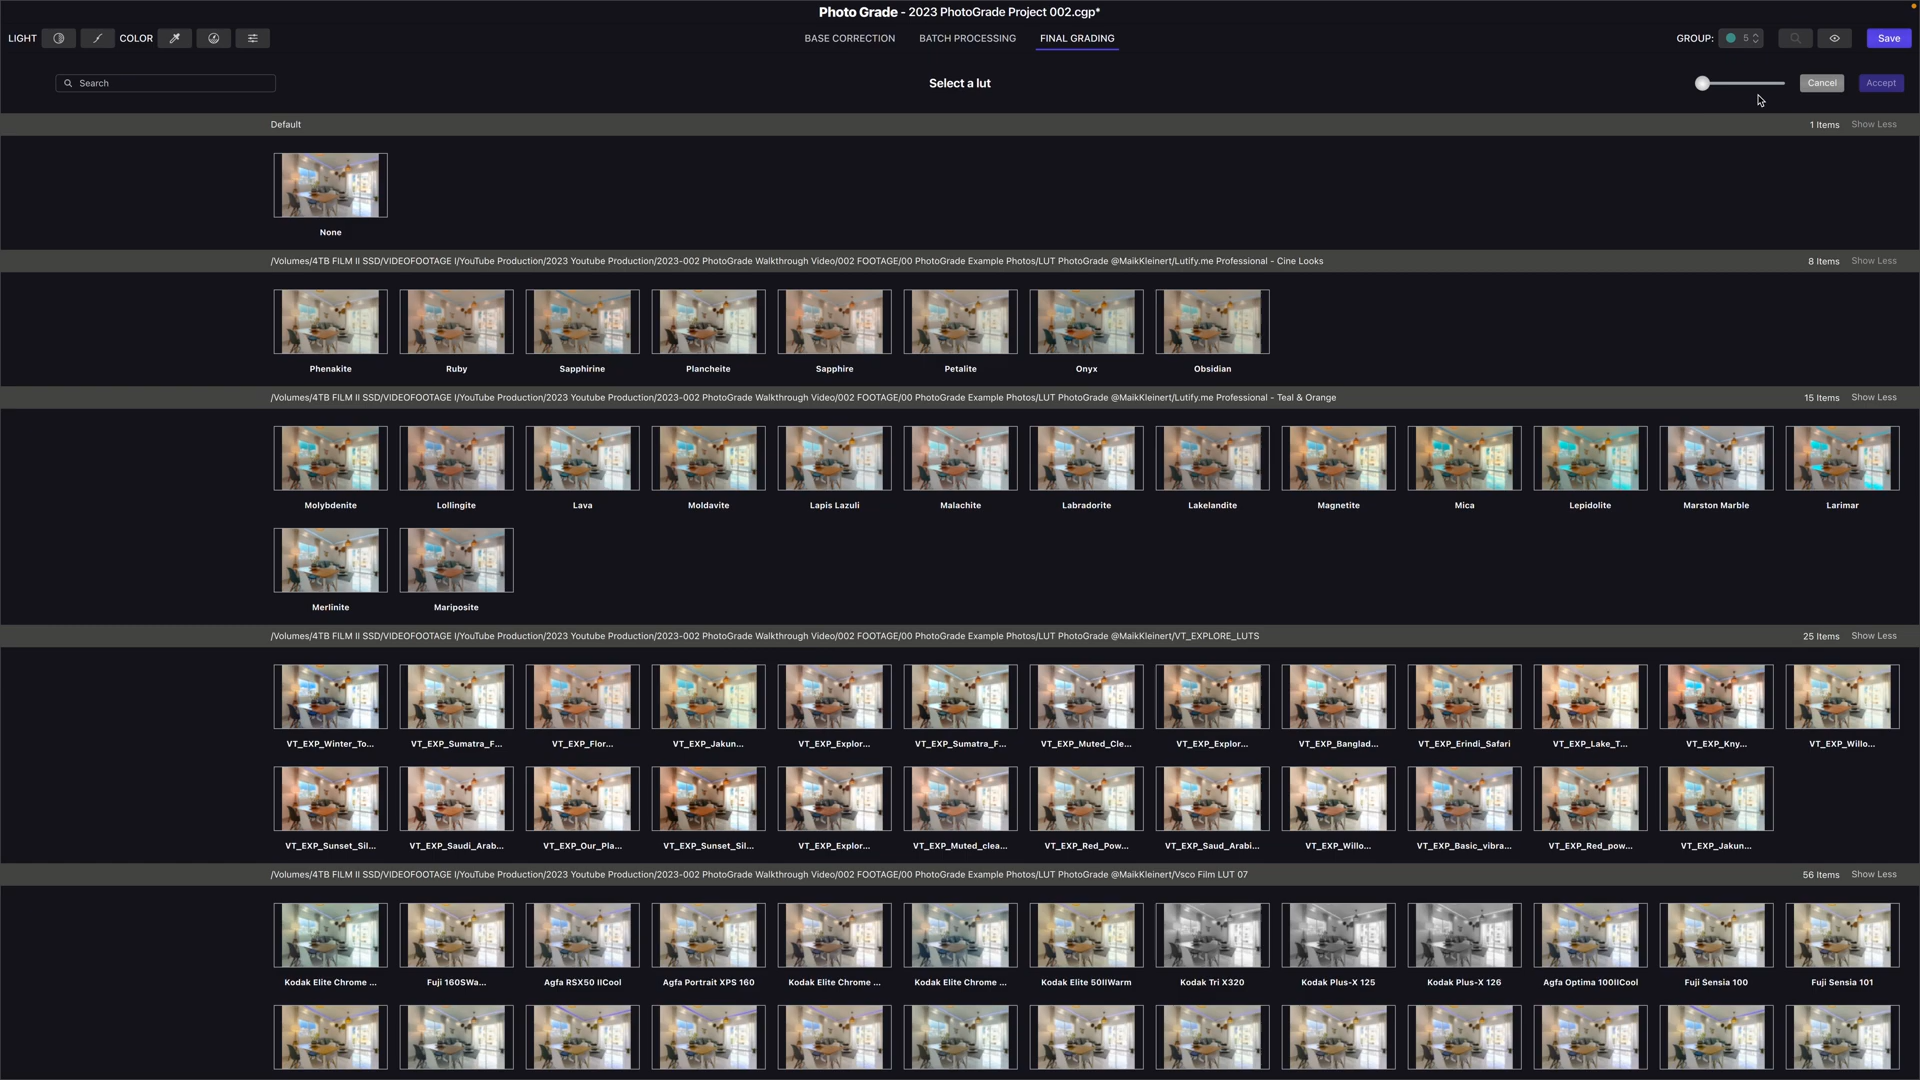 Photo Grade - 2023 PhotoGrade Project 002.cgp*
LIGHT COLOR BASE CORRECTION BATCH PROCESSING FINAL GRADING GROUP: 5 Save
Search Select a lut Cancel Accept
Default 1 Items Show Less
None
/Volumes/4TB FILM II SSD/VIDEOFOOTAGE I/YouTube Production/2023 Youtube Production/2023-002 PhotoGrade Walkthrough Video/002 FOOTAGE/00 PhotoGrade Example Photos/LUT PhotoGrade @MaikKleinert/Lutify.me Professional - Cine Looks 8 Items Show Less
Phenakite Ruby Sapphirine Plancheite Sapphire Petalite Onyx Obsidian
/Volumes/4TB FILM II SSD/VIDEOFOOTAGE I/YouTube Production/2023 Youtube Production/2023-002 PhotoGrade Walkthrough Video/002 FOOTAGE/00 PhotoGrade Example Photos/LUT PhotoGrade @MaikKleinert/Lutify.me Professional - Teal & Orange 15 Items Show Less
Molybdenite Lollingite Lava Moldavite Lapis Lazuli Malachite Labradorite Lakelandite Magnetite Mica Lepidolite Marston Marble Larimar
Merlinite Mariposite
/Volumes/4TB FILM II SSD/VIDEOFOOTAGE I/YouTube Production/2023 Youtube Production/2023-002 PhotoGrade Walkthrough Video/002 FOOTAGE/00 PhotoGrade Example Photos/LUT PhotoGrade @MaikKleinert/VT_EXPLORE_LUTS 25 Items Show Less
VT_EXP_Winter_To... VT_EXP_Sumatra_F... VT_EXP_Flor... VT_EXP_Jakun... VT_EXP_Explor... VT_EXP_Sumatra_F... VT_EXP_Muted_Cle... VT_EXP_Explor... VT_EXP_Banglad... VT_EXP_Erindi_Safari VT_EXP_Lake_T... VT_EXP_Kny... VT_EXP_Willo...
VT_EXP_Sunset_Sil... VT_EXP_Saudi_Arab... VT_EXP_Our_Pla... VT_EXP_Sunset_Sil... VT_EXP_Explor... VT_EXP_Muted_clea... VT_EXP_Red_Pow... VT_EXP_Saud_Arabi... VT_EXP_Willo... VT_EXP_Basic_vibra... VT_EXP_Red_pow... VT_EXP_Jakun...
/Volumes/4TB FILM II SSD/VIDEOFOOTAGE I/YouTube Production/2023 Youtube Production/2023-002 PhotoGrade Walkthrough Video/002 FOOTAGE/00 PhotoGrade Example Photos/LUT PhotoGrade @MaikKleinert/Vsco Film LUT 07 56 Items Show Less
Kodak Elite Chrome ... Fuji 160SWa... Agfa RSX50 IICool Agfa Portrait XPS 160 Kodak Elite Chrome ... Kodak Elite Chrome ... Kodak Elite 50IIWarm Kodak Tri X320 Kodak Plus-X 125 Kodak Plus-X 126 Agfa Optima 100IICool Fuji Sensia 100 Fuji Sensia 101